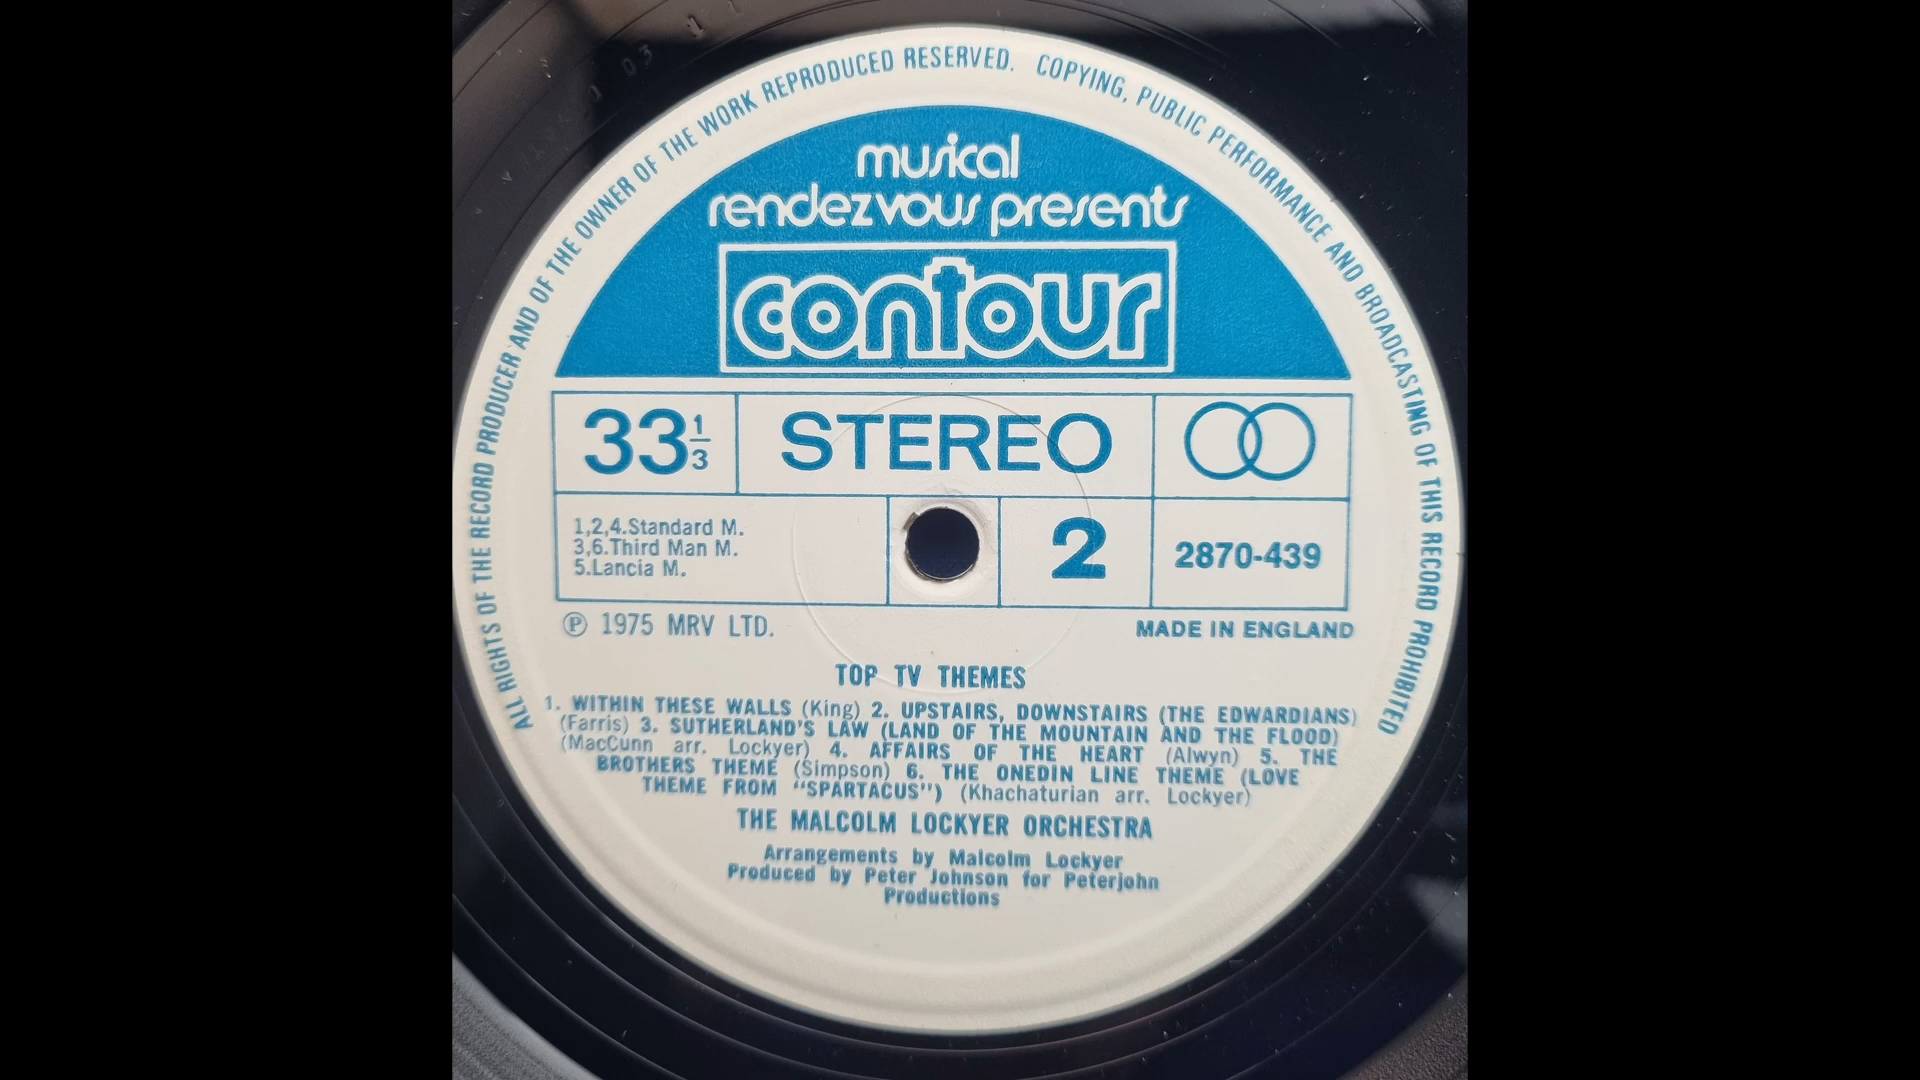 ALL RIGHTS OF THE RECORD PRODUCER AND OF THE OWNER OF THE WORK REPRODUCED RESERVED. COPYING, PUBLIC PERFORMANCE AND BROADCASTING OF THIS RECORD PROHIBITED
musical
rendezvous presents
contour
33 1/3
STEREO
1,2,4.Standard M.
3,6.Third Man M.
5.Lancia M.
2
2870-439
Ⓟ 1975 MRV LTD.
MADE IN ENGLAND
TOP TV THEMES
1. WITHIN THESE WALLS (King) 2. UPSTAIRS, DOWNSTAIRS (THE EDWARDIANS)
(Farris) 3. SUTHERLAND'S LAW (LAND OF THE MOUNTAIN AND THE FLOOD)
(MacCunn arr. Lockyer) 4. AFFAIRS OF THE HEART (Alwyn) 5. THE
BROTHERS THEME (Simpson) 6. THE ONEDIN LINE THEME (LOVE
THEME FROM "SPARTACUS") (Khachaturian arr. Lockyer)
THE MALCOLM LOCKYER ORCHESTRA
Arrangements by Malcolm Lockyer
Produced by Peter Johnson for Peterjohn
Productions